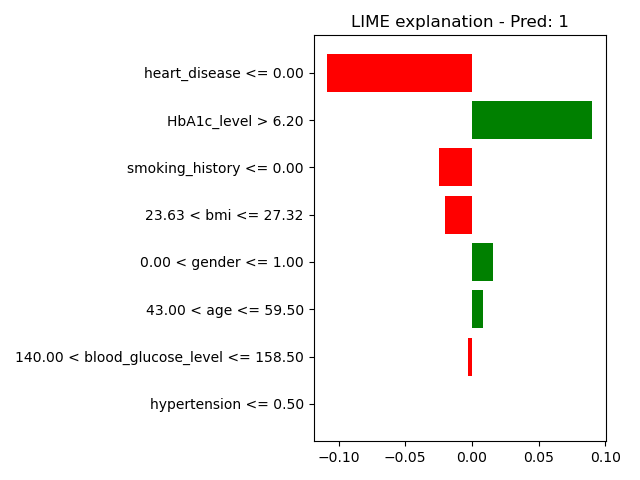 LIME explanation - Pred: 1
heart_disease <= 0.00
HbA1c_level > 6.20
smoking_history <= 0.00
23.63 < bmi <= 27.32
0.00 < gender <= 1.00
43.00 < age <= 59.50
140.00 < blood_glucose_level <= 158.50
hypertension <= 0.50
−0.10 −0.05 0.00 0.05 0.10